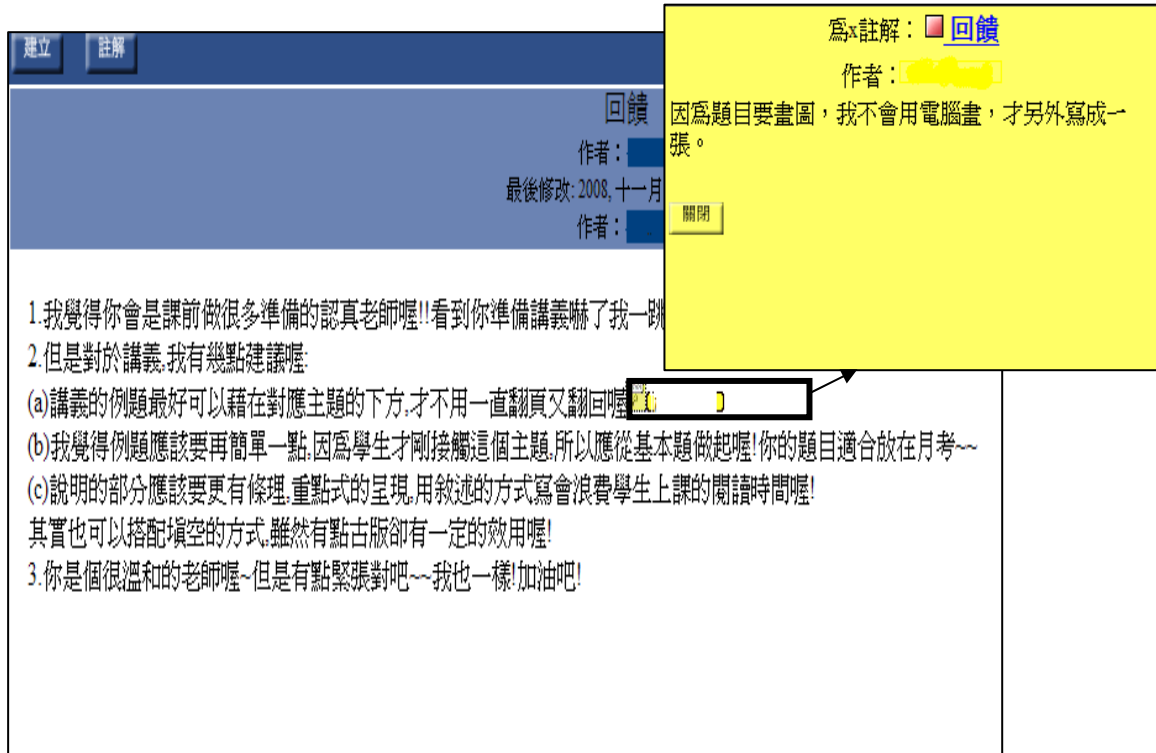 建立
註解
回饋
作者：
最後修改: 2008, 十一月
作者：
1.我覺得你會是課前做很多準備的認真老師喔!!看到你準備講義嚇了我一跳
2.但是對於講義,我有幾點建議喔:
(a)講義的例題最好可以藉在對應主題的下方,才不用一直翻頁又翻回喔
(b)我覺得例題應該要再簡單一點,因為學生才剛接觸這個主題,所以應從基本題做起喔!你的題目適合放在月考~~
(c)說明的部分應該要更有條理,重點式的呈現,用敘述的方式寫會浪費學生上課的閱讀時間喔!
其實也可以搭配填空的方式,雖然有點古版卻有一定的效用喔!
3.你是個很溫和的老師喔~但是有點緊張對吧~~我也一樣!加油吧!
為x註解：回饋
作者：
因為題目要畫圖，我不會用電腦畫，才另外寫成一
張。
關閉